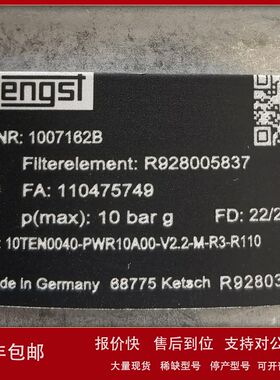 engst
NR: 1007162B
Filterelement: R928005837
FA: 110475749
p(max): 10 bar g FD: 22/2
10TEN0040-PWR10A00-V2.2-M-R3-R110
de in Germany 68775 Ketsch R92803
包邮 报价快 售后到位 支持对公
大量现货 稀缺型号 停产型号